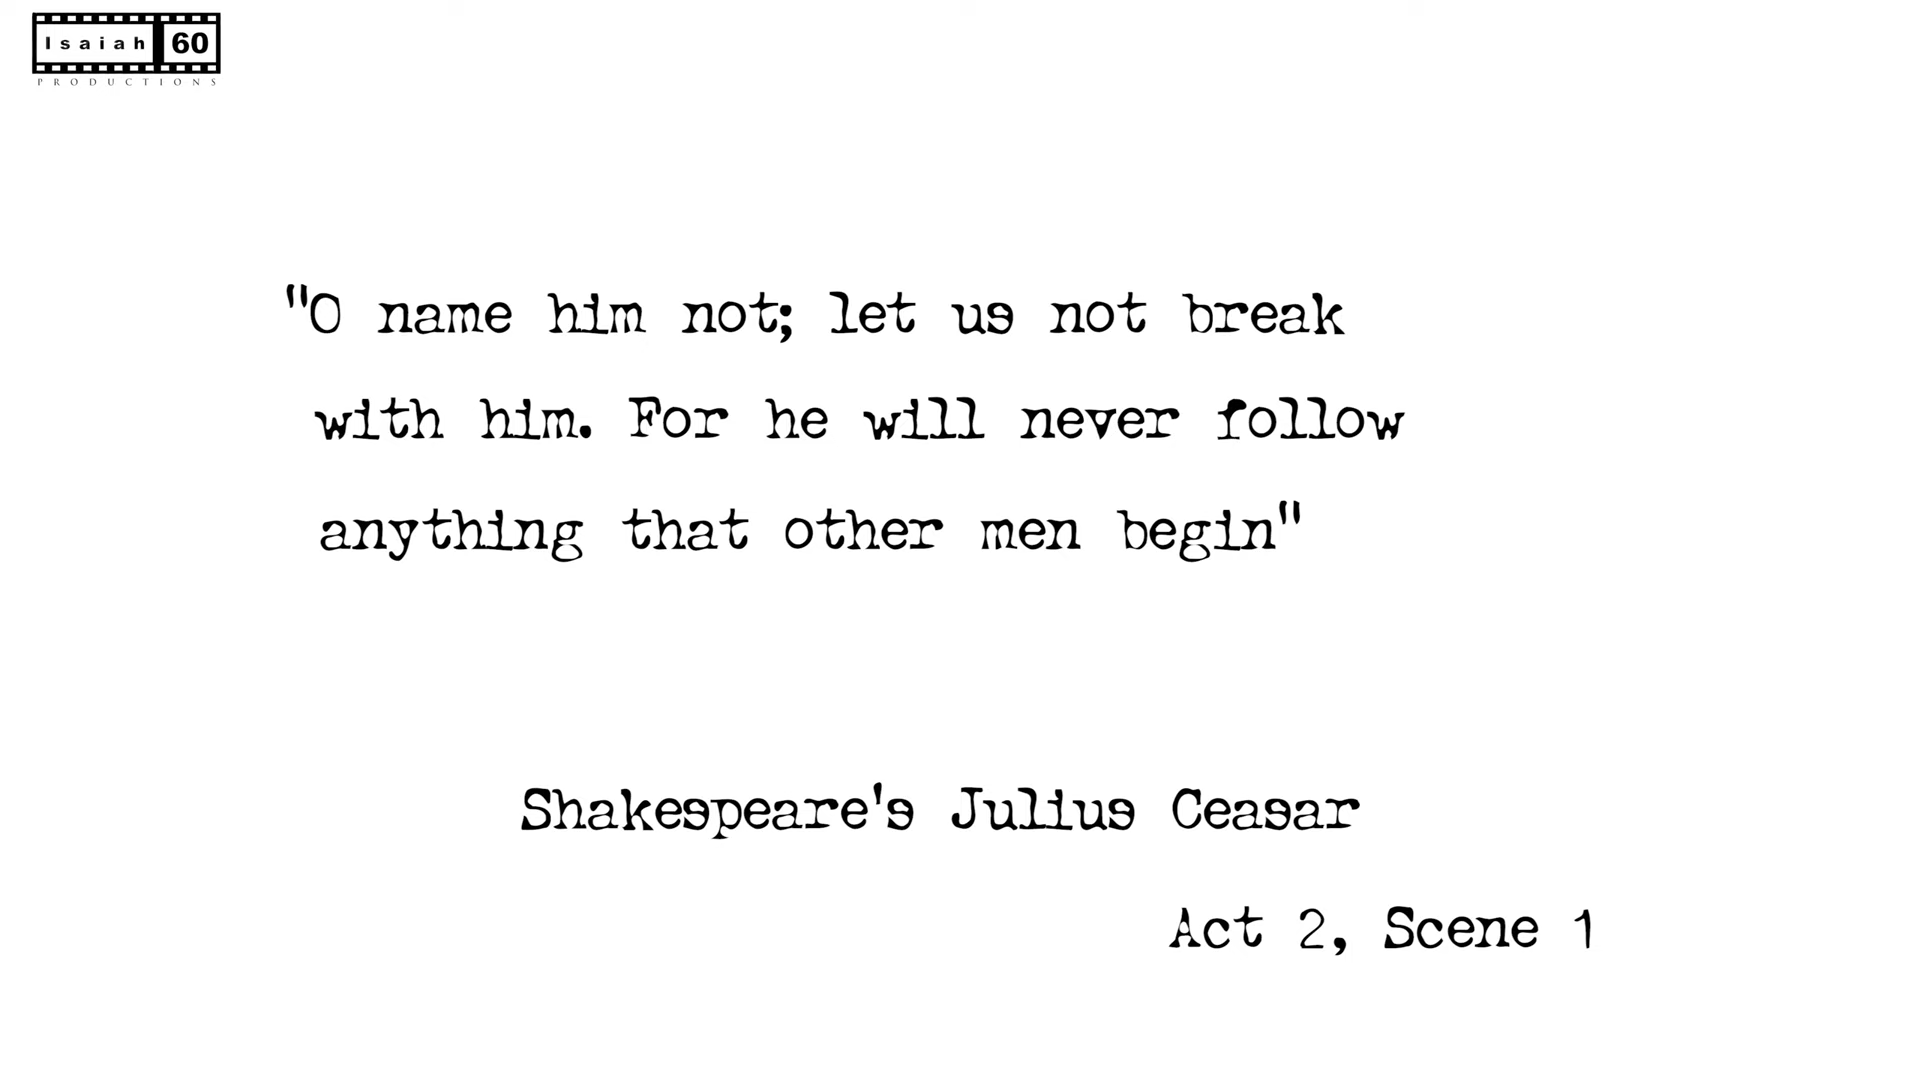 Isaiah 60
PRODUCTIONS
"O name him not; let us not break
with him. For he will never follow
anything that other men begin"
Shakespeare's Julius Ceasar
Act 2, Scene 1